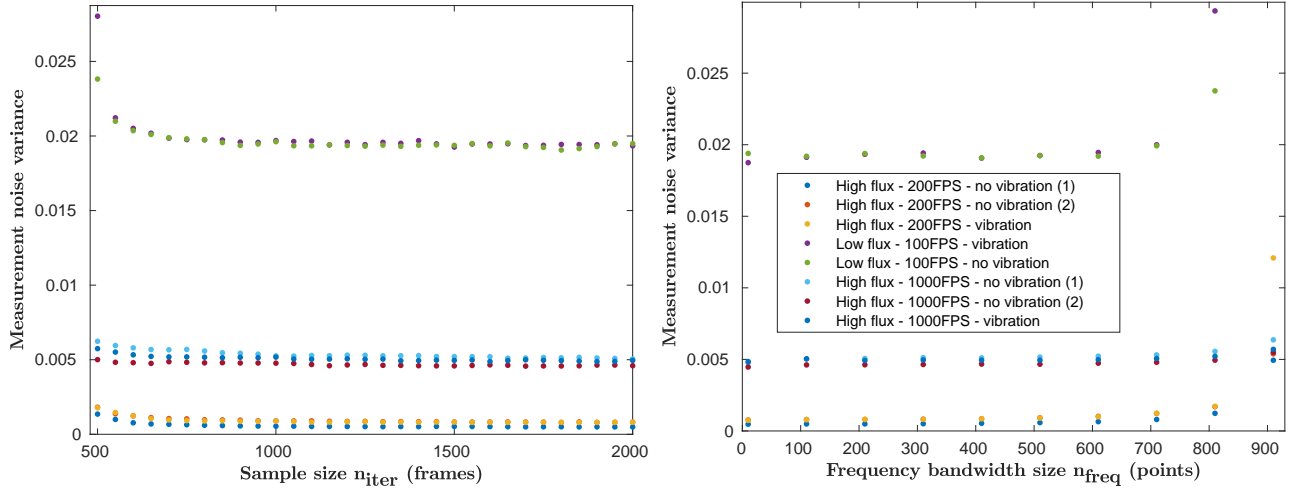 0.025
0.02
0.015
0.01
0.005
0
500
1000
1500
2000
Measurement noise variance
Sample size n_iter (frames)
0.025
0.02
0.015
0.01
0.005
0
0
100
200
300
400
500
600
700
800
900
Measurement noise variance
Frequency bandwidth size n_freq (points)
High flux - 200FPS - no vibration (1)
High flux - 200FPS - no vibration (2)
High flux - 200FPS - vibration
Low flux - 100FPS - vibration
Low flux - 100FPS - no vibration
High flux - 1000FPS - no vibration (1)
High flux - 1000FPS - no vibration (2)
High flux - 1000FPS - vibration